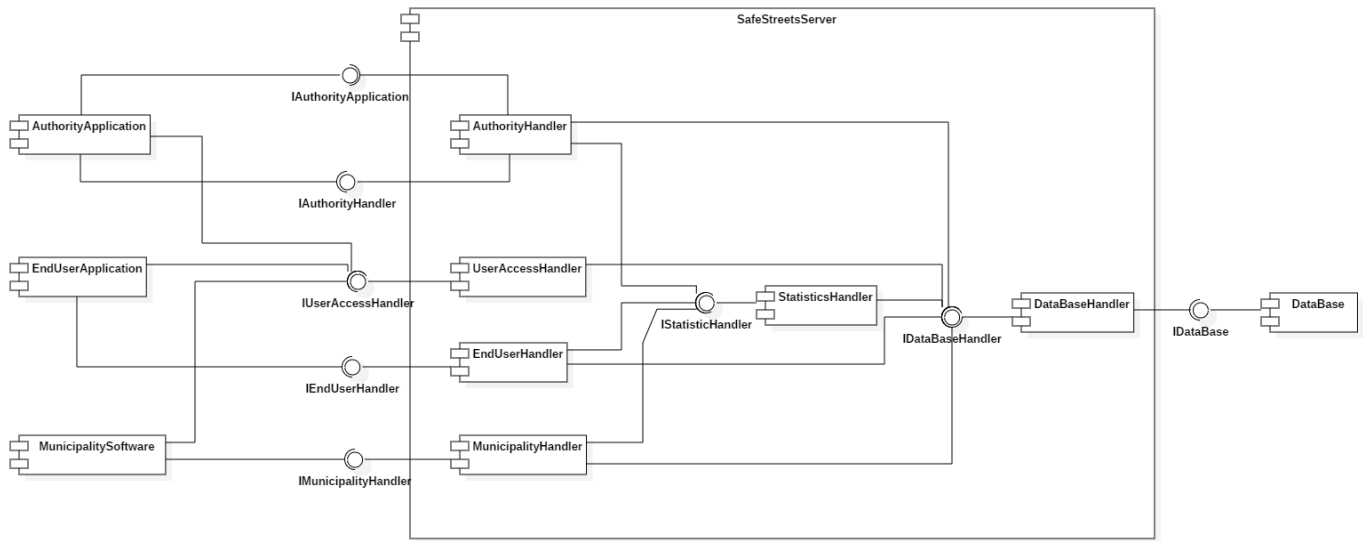 SafeStreetsServer
IAuthorityApplication
AuthorityApplication
AuthorityHandler
IAuthorityHandler
EndUserApplication
UserAccessHandler
IUserAccessHandler
StatisticsHandler
IStatisticHandler
DataBaseHandler
DataBase
IDataBaseHandler
IDataBase
EndUserHandler
IEndUserHandler
MunicipalitySoftware
MunicipalityHandler
IMunicipalityHandler